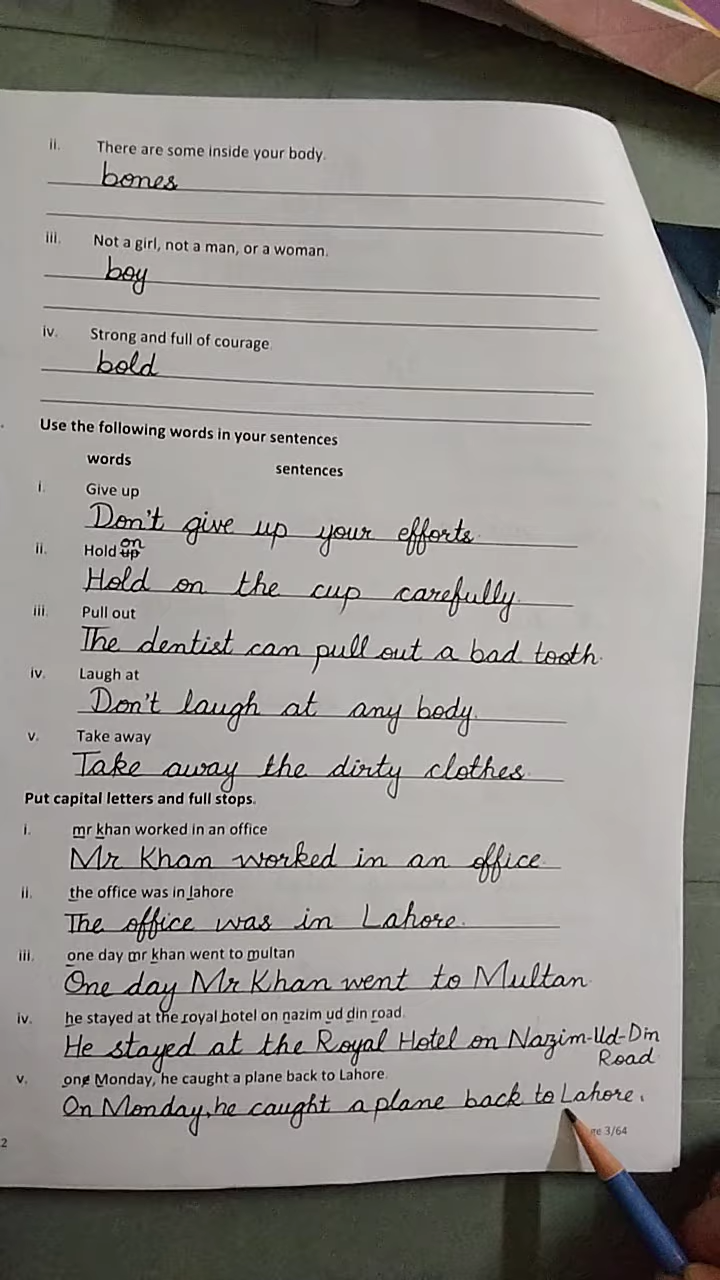 ii. There are some inside your body.
bones
iii. Not a girl, not a man, or a woman.
boy
iv. Strong and full of courage.
bold
Use the following words in your sentences
words sentences
i. Give up
Don't give up your efforts.
ii. Hold up on
Hold on the cup carefully.
iii. Pull out
The dentist can pull out a bad tooth.
iv. Laugh at
Don't laugh at any body.
v. Take away
Take away the dirty clothes.
Put capital letters and full stops.
i. mr khan worked in an office
Mr Khan worked in an office.
ii. the office was in lahore
The office was in Lahore.
iii. one day mr khan went to multan
One day Mr Khan went to Multan.
iv. he stayed at the royal hotel on nazim ud din road.
He stayed at the Royal Hotel on Nazim-Ud-Din
Road
v. one Monday, he caught a plane back to Lahore.
On Monday, he caught a plane back to Lahore.
3/64
2